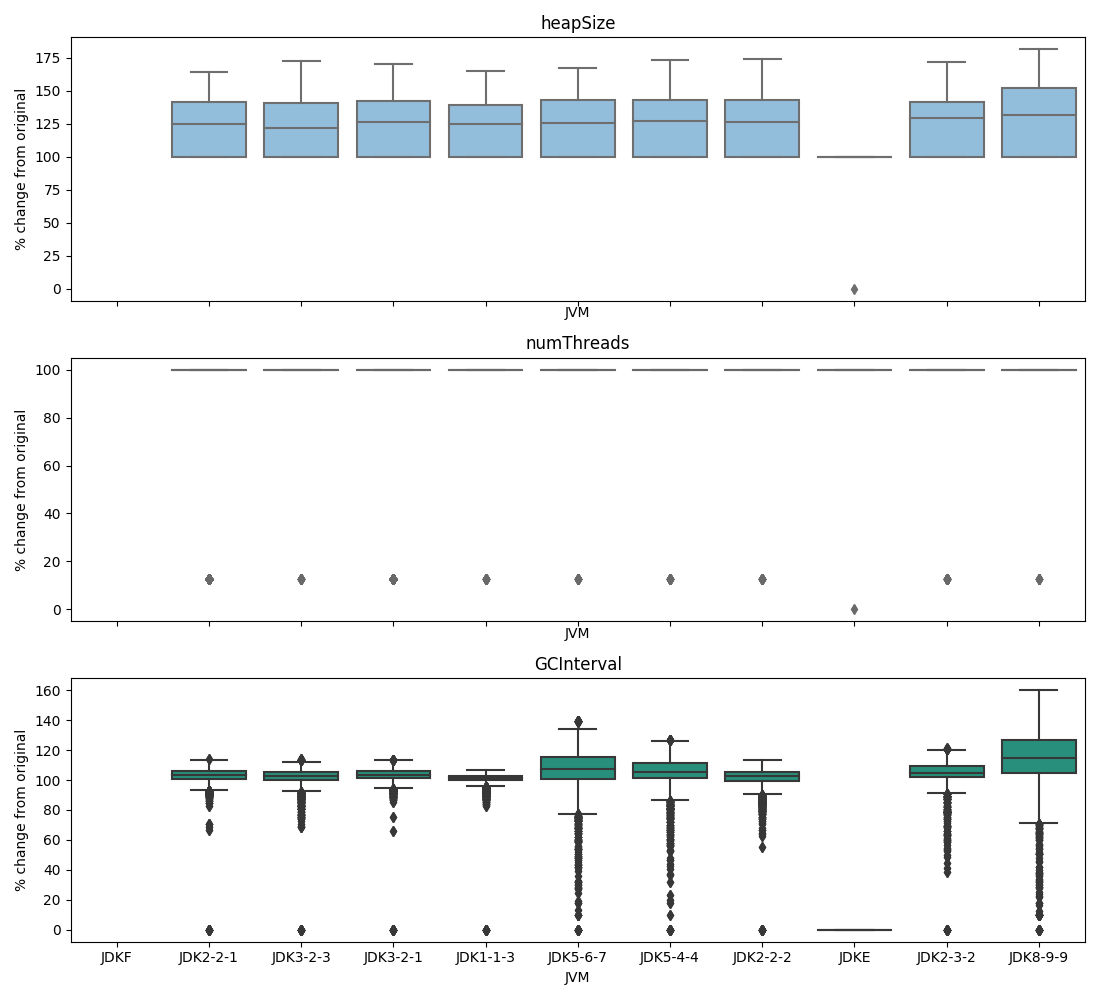 heapSize
% change from original
175
150
125
100
75
50
25
0
JVM
numThreads
% change from original
100
80
60
40
20
0
JVM
GCInterval
% change from original
160
140
120
100
80
60
40
20
0
JDKF JDK2-2-1 JDK3-2-3 JDK3-2-1 JDK1-1-3 JDK5-6-7 JDK5-4-4 JDK2-2-2 JDKE JDK2-3-2 JDK8-9-9
JVM